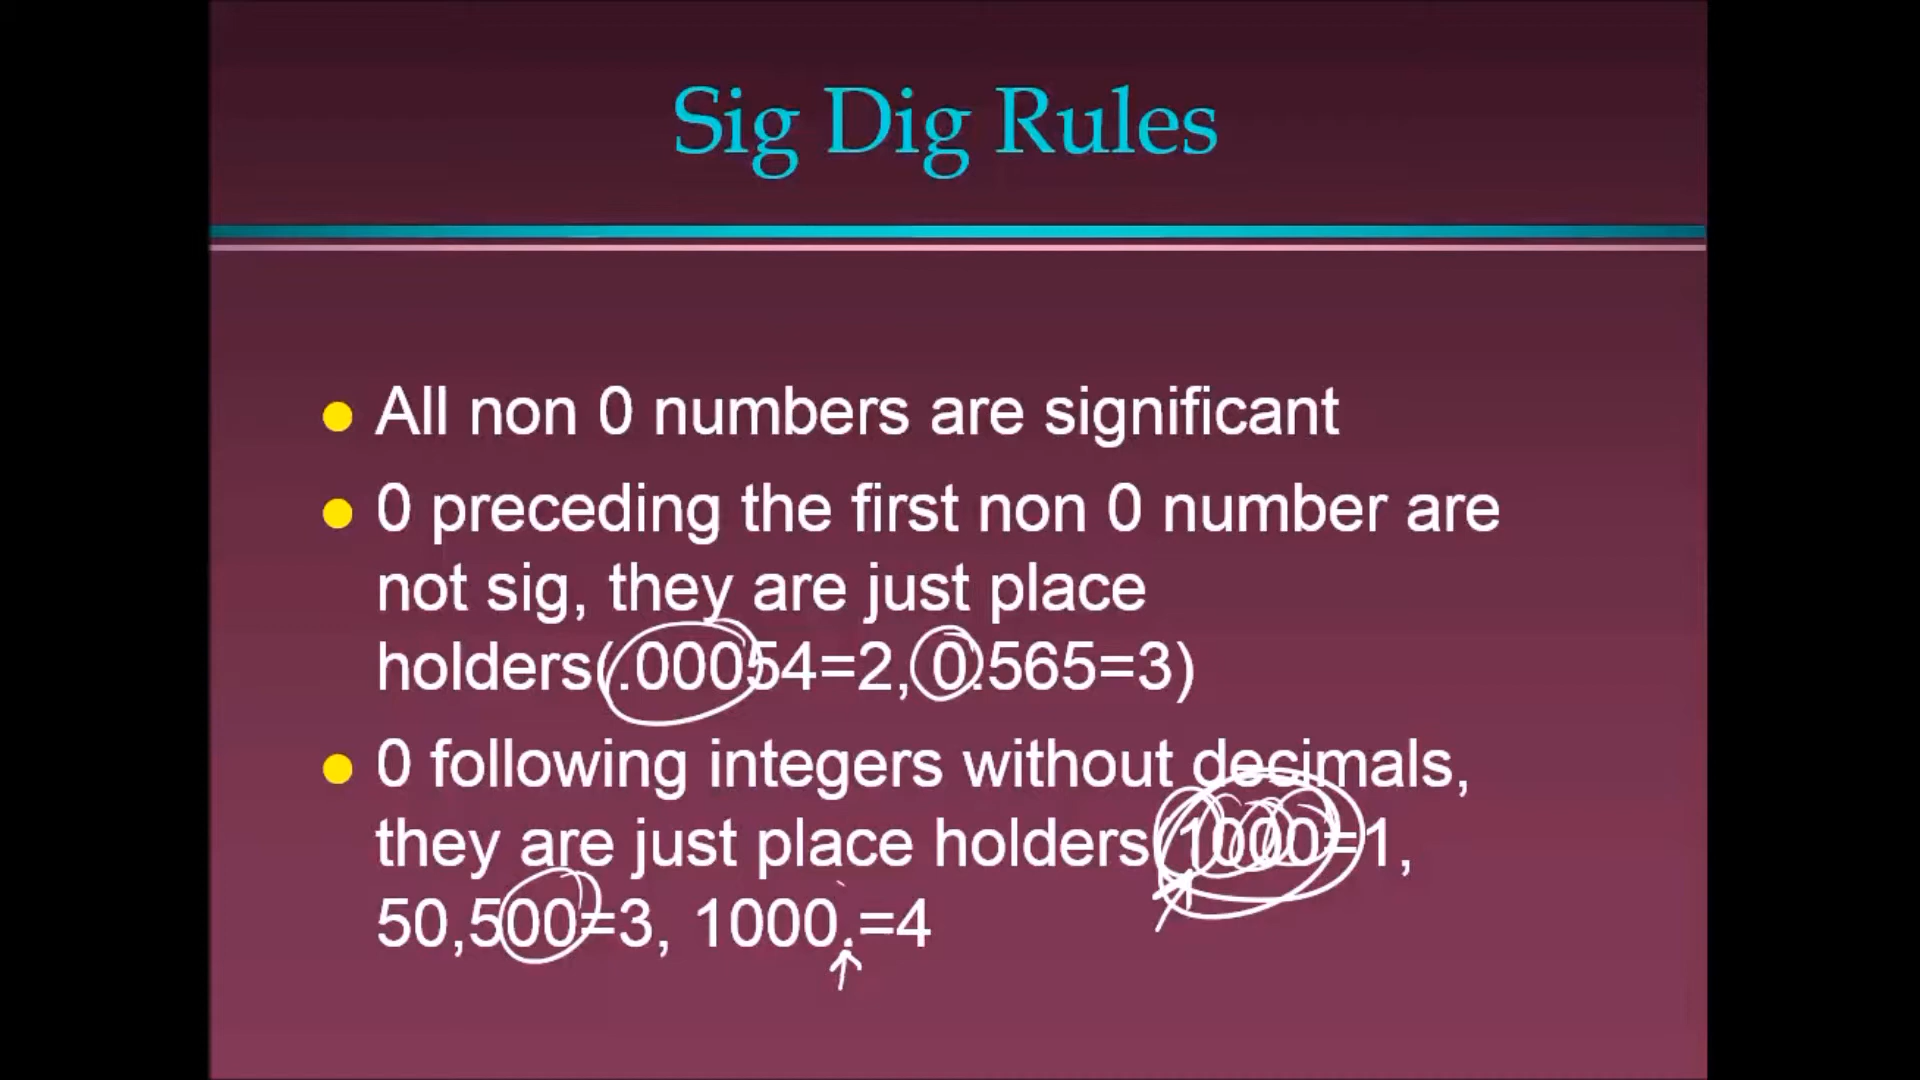 Sig Dig Rules
All non 0 numbers are significant
0 preceding the first non 0 number are
not sig, they are just place
holders(.00054=2, 0.565=3)
0 following integers without decimals,
they are just place holders(1000=1,
50,500=3, 1000.=4